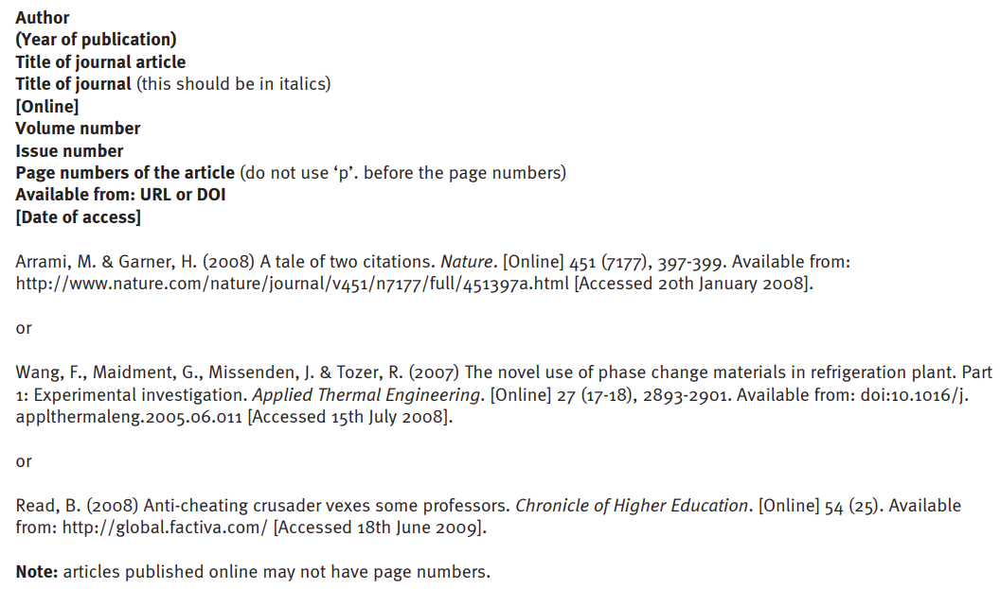 Author
(Year of publication)
Title of journal article
Title of journal (this should be in italics)
[Online]
Volume number
Issue number
Page numbers of the article (do not use ‘p’. before the page numbers)
Available from: URL or DOI
[Date of access]
Arrami, M. & Garner, H. (2008) A tale of two citations. Nature. [Online] 451 (7177), 397-399. Available from:
http://www.nature.com/nature/journal/v451/n7177/full/451397a.html [Accessed 20th January 2008].
or
Wang, F., Maidment, G., Missenden, J. & Tozer, R. (2007) The novel use of phase change materials in refrigeration plant. Part
1: Experimental investigation. Applied Thermal Engineering. [Online] 27 (17-18), 2893-2901. Available from: doi:10.1016/j.
applthermaleng.2005.06.011 [Accessed 15th July 2008].
or
Read, B. (2008) Anti-cheating crusader vexes some professors. Chronicle of Higher Education. [Online] 54 (25). Available
from: http://global.factiva.com/ [Accessed 18th June 2009].
Note: articles published online may not have page numbers.